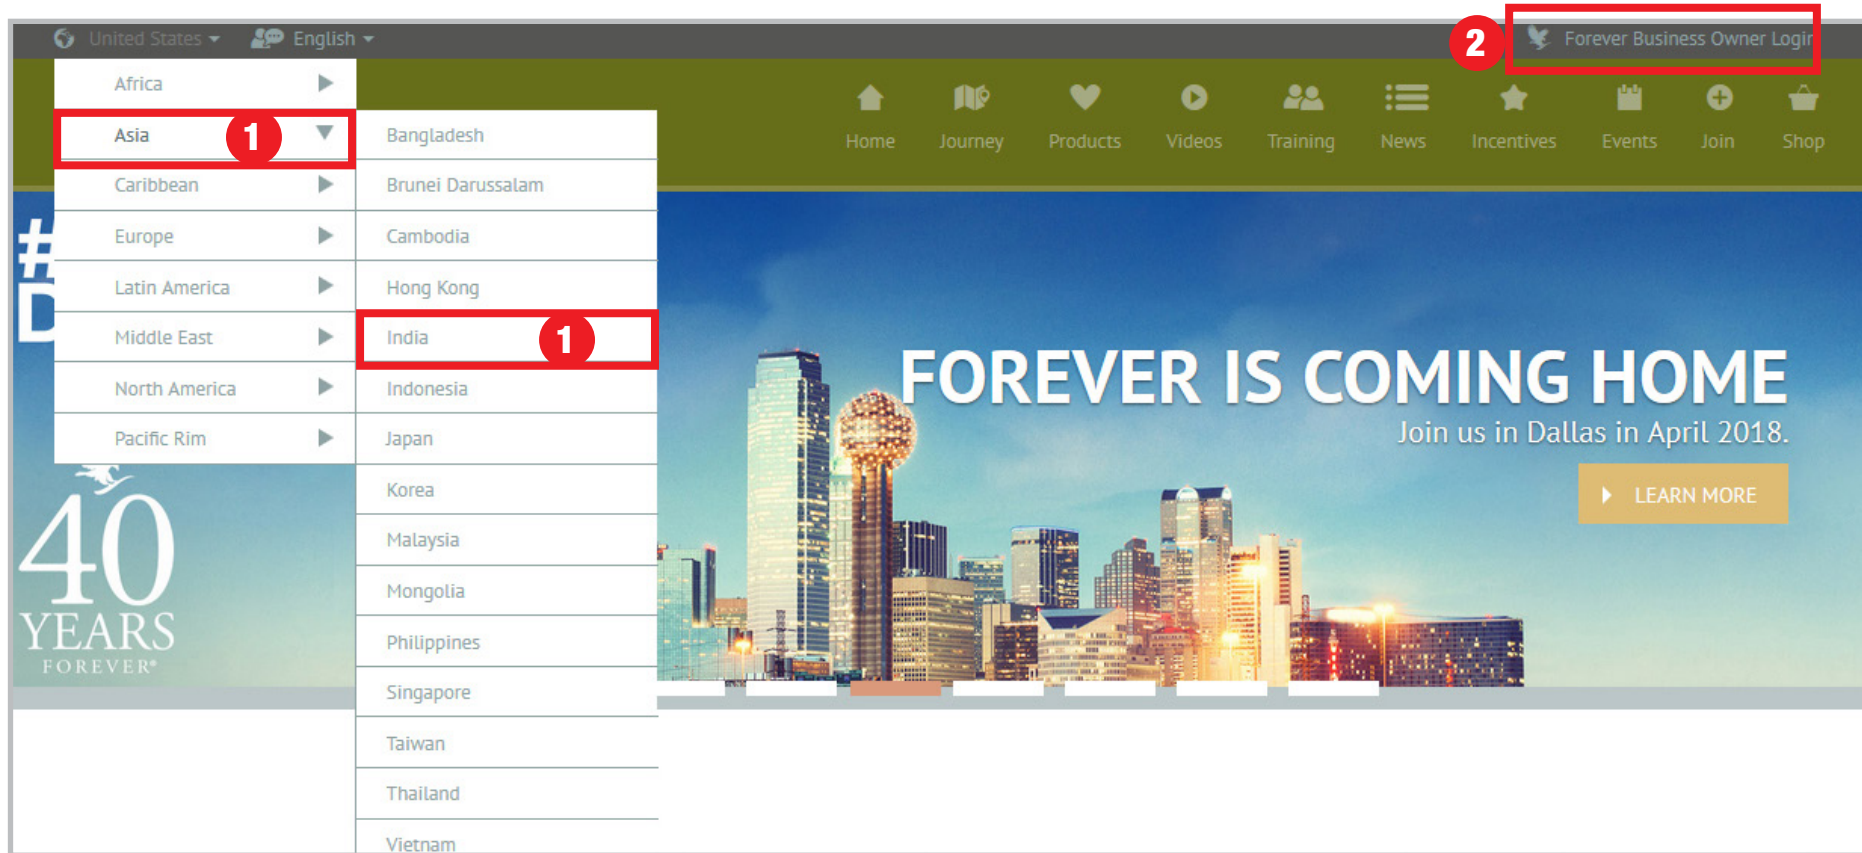 United States English
2 Forever Business Owner Login
Africa
Asia 1
Caribbean
Europe
Latin America
Middle East
North America
Pacific Rim
Bangladesh
Brunei Darussalam
Cambodia
Hong Kong
India 1
Indonesia
Japan
Korea
Malaysia
Mongolia
Philippines
Singapore
Taiwan
Thailand
Vietnam
Home Journey Products Videos Training News Incentives Events Join Shop
#
D
FOREVER IS COMING HOME
Join us in Dallas in April 2018.
LEARN MORE
40
YEARS
FOREVER®